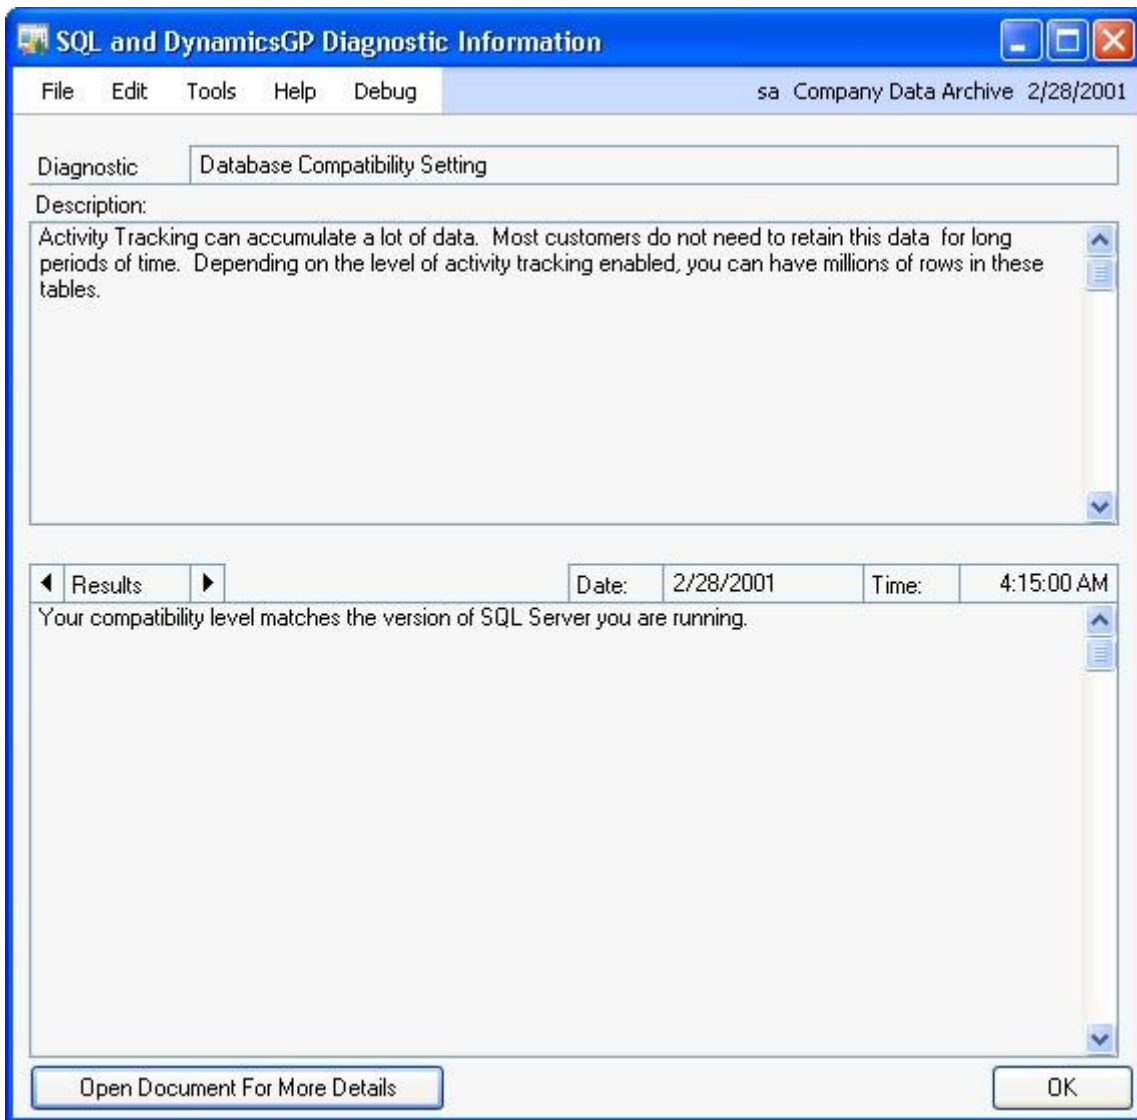 SQL and DynamicsGP Diagnostic Information
File Edit Tools Help Debug sa Company Data Archive 2/28/2001
Diagnostic Database Compatibility Setting
Description:
Activity Tracking can accumulate a lot of data.  Most customers do not need to retain this data  for long
periods of time.  Depending on the level of activity tracking enabled, you can have millions of rows in these
tables.
Results Date: 2/28/2001 Time: 4:15:00 AM
Your compatibility level matches the version of SQL Server you are running.
Open Document For More Details OK